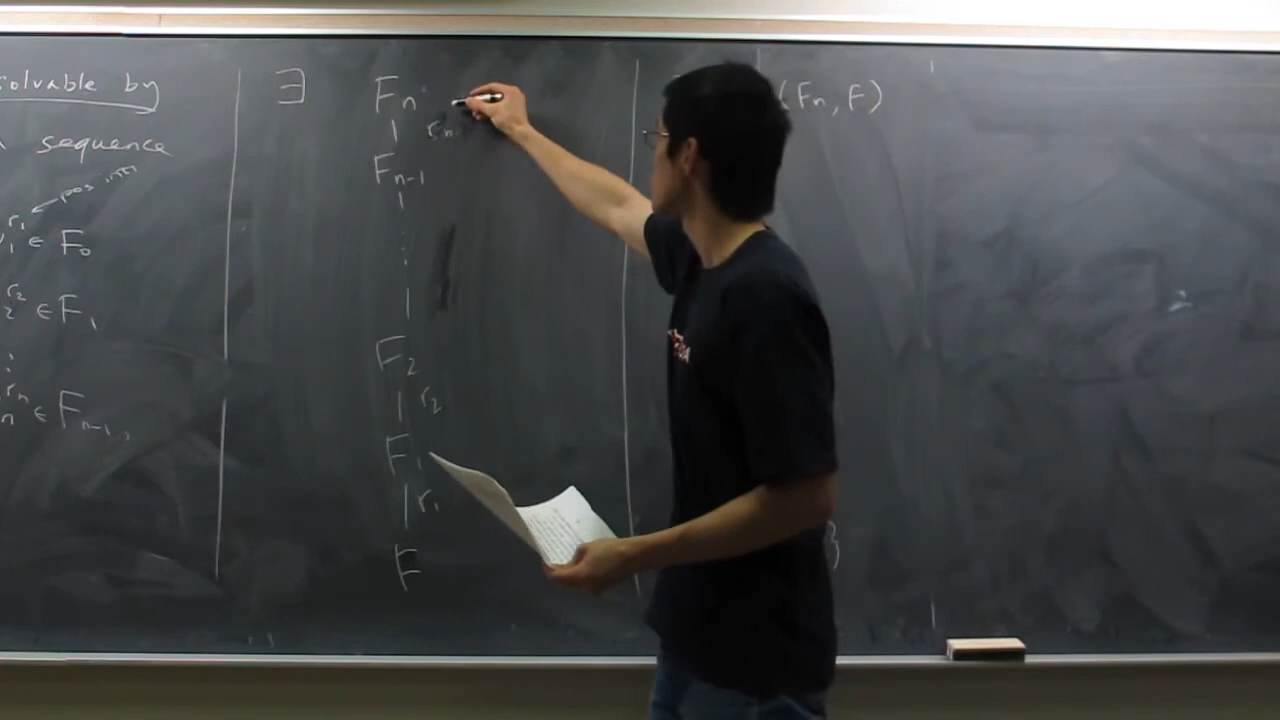 solvable by
sequence
r₁ ← pos int
₁ ∈ F₀
r₂
₂ ∈ F₁
⋮
rₙ
ₙ ∈ Fₙ₋₁,
∃ Fₙ
|
Fₙ₋₁
|
⋮
|
F₂
| r₂
F₁
| r₁
F
(Fₙ, F)
}